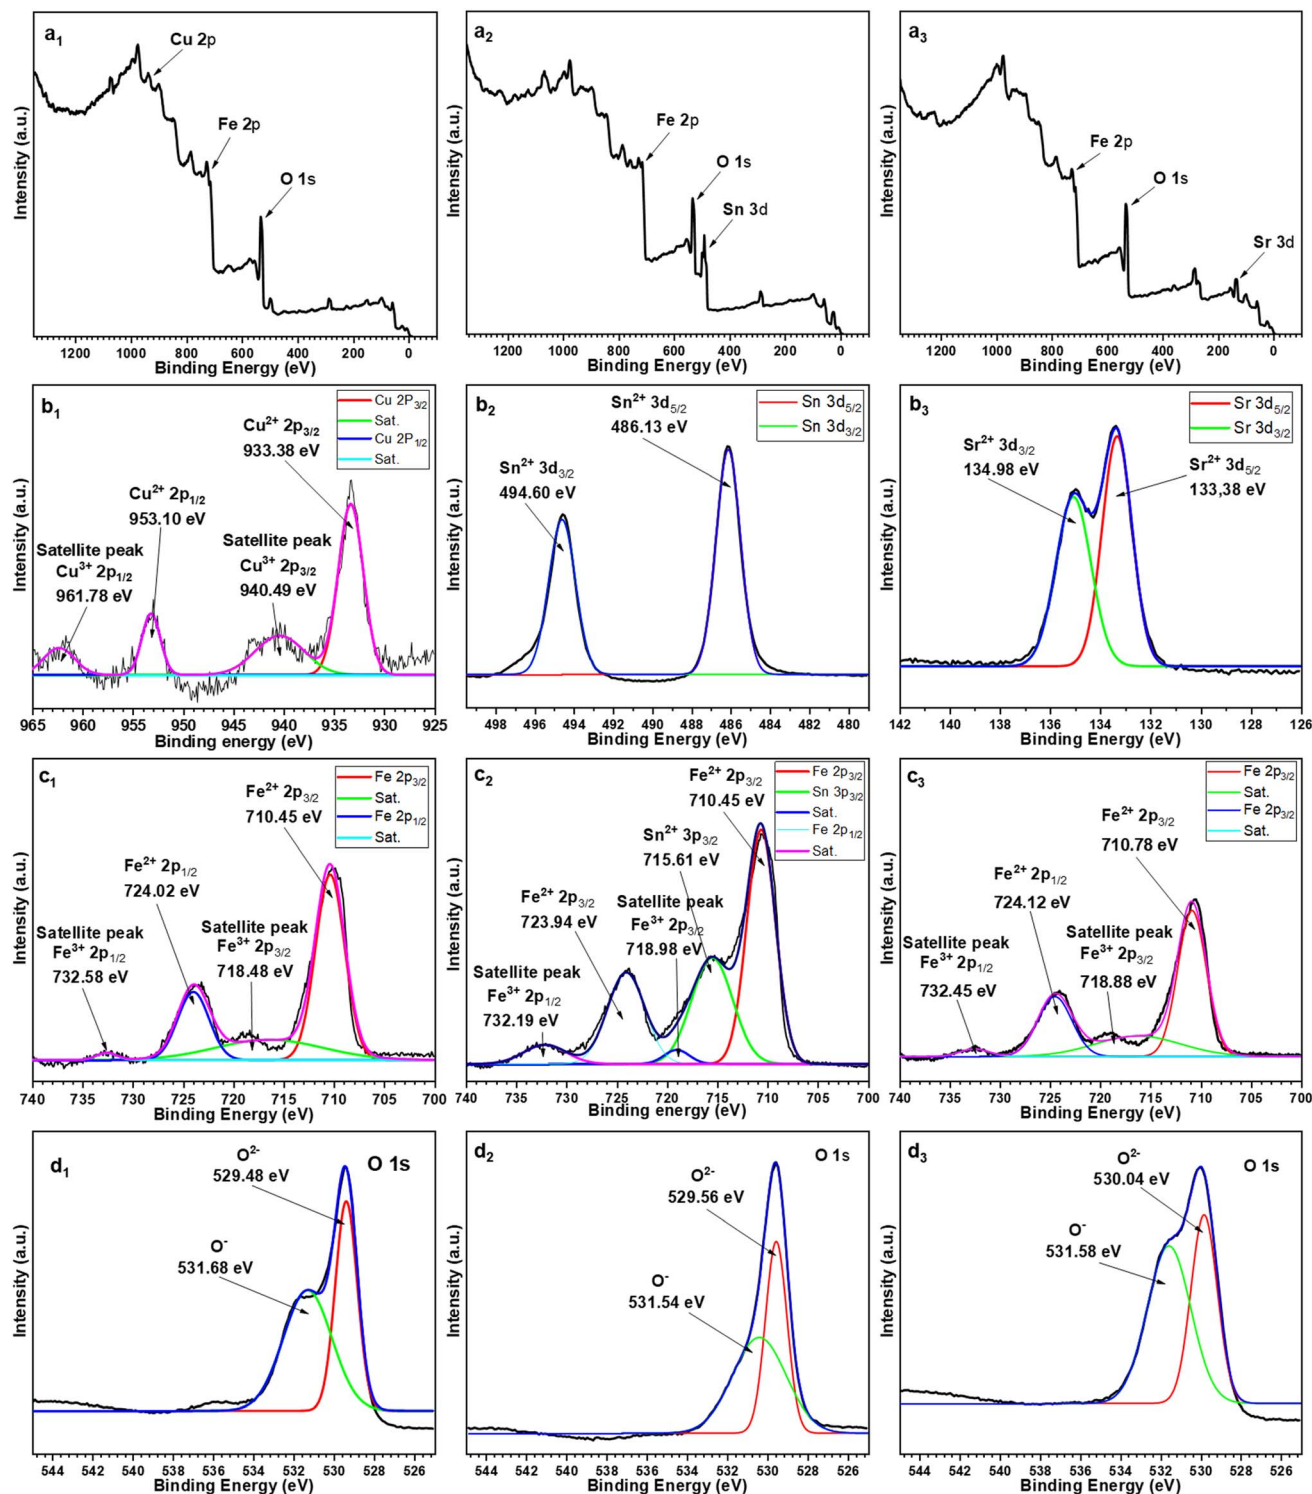 a₁
Cu 2p
Fe 2p
O 1s
Intensity (a.u.)
1200 1000 800 600 400 200 0
Binding Energy (eV)
a₂
Fe 2p
O 1s
Sn 3d
Intensity (a.u.)
1200 1000 800 600 400 200 0
Binding Energy (eV)
a₃
Fe 2p
O 1s
Sr 3d
Intensity (a.u.)
1200 1000 800 600 400 200 0
Binding Energy (eV)
b₁
Cu 2P₃/₂
Sat.
Cu 2P₁/₂
Sat.
Cu²⁺ 2p₃/₂
933.38 eV
Cu²⁺ 2p₁/₂
953.10 eV
Satellite peak
Cu³⁺ 2p₁/₂
961.78 eV
Satellite peak
Cu³⁺ 2p₃/₂
940.49 eV
Intensity (a.u.)
965 960 955 950 945 940 935 930 925
Binding energy (eV)
b₂
Sn 3d₅/₂
Sn 3d₃/₂
Sn²⁺ 3d₅/₂
486.13 eV
Sn²⁺ 3d₃/₂
494.60 eV
Intensity (a.u.)
498 496 494 492 490 488 486 484 482 480
Binding Energy (eV)
b₃
Sr 3d₅/₂
Sr 3d₃/₂
Sr²⁺ 3d₃/₂
134.98 eV
Sr²⁺ 3d₅/₂
133,38 eV
Intensity (a.u.)
142 140 138 136 134 132 130 128 126
Binding Energy (eV)
c₁
Fe 2p₃/₂
Sat.
Fe 2p₁/₂
Sat.
Fe²⁺ 2p₃/₂
710.45 eV
Fe²⁺ 2p₁/₂
724.02 eV
Satellite peak
Fe³⁺ 2p₁/₂
732.58 eV
Satellite peak
Fe³⁺ 2p₃/₂
718.48 eV
Intensity (a.u.)
740 735 730 725 720 715 710 705 700
Binding Energy (eV)
c₂
Fe 2p₃/₂
Sn 3p₃/₂
Sat.
Fe 2p₁/₂
Sat.
Fe²⁺ 2p₃/₂
710.45 eV
Sn²⁺ 3p₃/₂
715.61 eV
Fe²⁺ 2p₃/₂
723.94 eV
Satellite peak
Fe³⁺ 2p₃/₂
718.98 eV
Satellite peak
Fe³⁺ 2p₁/₂
732.19 eV
Intensity (a.u.)
740 735 730 725 720 715 710 705 700
Binding energy (eV)
c₃
Fe 2p₃/₂
Sat.
Fe 2p₃/₂
Sat.
Fe²⁺ 2p₃/₂
710.78 eV
Fe²⁺ 2p₁/₂
724.12 eV
Satellite peak
Fe³⁺ 2p₁/₂
732.45 eV
Satellite peak
Fe³⁺ 2p₃/₂
718.88 eV
Intensity (a.u.)
740 735 730 725 720 715 710 705 700
Binding Energy (eV)
d₁
O 1s
O²⁻
529.48 eV
O⁻
531.68 eV
Intensity (a.u.)
544 542 540 538 536 534 532 530 528 526
Binding Energy (eV)
d₂
O 1s
O²⁻
529.56 eV
O⁻
531.54 eV
Intensity (a.u.)
544 542 540 538 536 534 532 530 528 526
Binding Energy (eV)
d₃
O 1s
O²⁻
530.04 eV
O⁻
531.58 eV
Intensity (a.u.)
544 542 540 538 536 534 532 530 528 526
Binding Energy (eV)